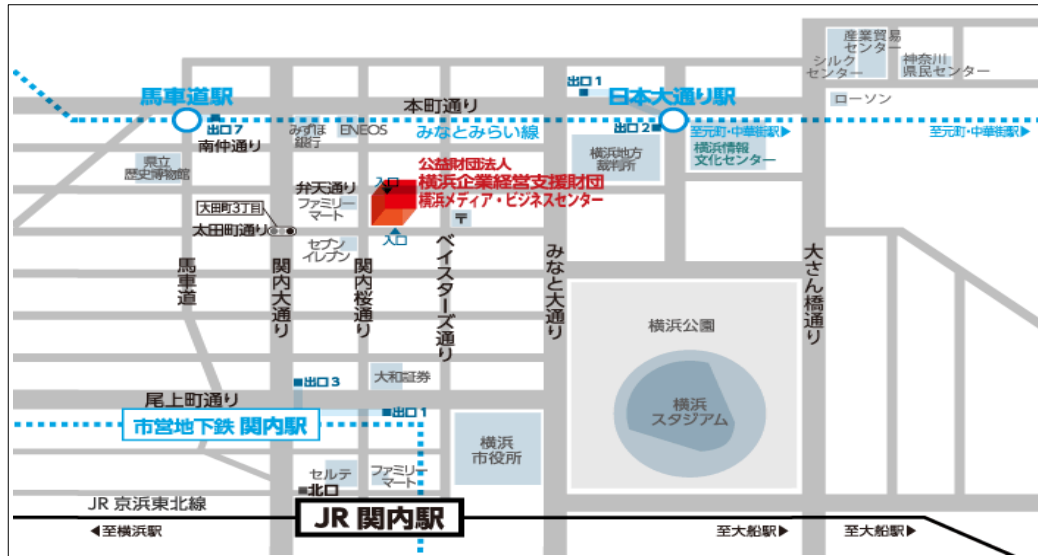 産業貿易
センター
シルク
センター
神奈川
県民センター
出口1
馬車道駅
本町通り
日本大通り駅
ローソン
出口7
みずほ
銀行
ENEOS
みなとみらい線
出口2
至元町・中華街駅▶
至元町・中華街駅▶
南仲通り
横浜地方
裁判所
横浜情報
文化センター
県立
歴史博物館
公益財団法人
横浜企業経営支援財団
横浜メディア・ビジネスセンター
入口
弁天通り
ファミリー
マート
〒
大田町3丁目
太田町通り
セブン
イレブン
入口
馬車道
関内大通り
関内桜通り
ベイスターズ通り
みなと大通り
大さん橋通り
横浜公園
横浜
スタジアム
出口3
大和証券
尾上町通り
出口1
市営地下鉄 関内駅
横浜
市役所
セルテ
ファミリー
マート
北口
JR 京浜東北線
JR 関内駅
◀至横浜駅
至大船駅▶
至大船駅▶